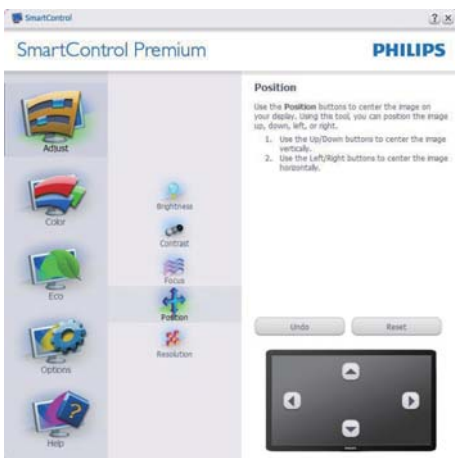 SmartControl
SmartControl Premium
PHILIPS
Adjust
Color
Eco
Options
Help
Brightness
Contrast
Focus
Position
Resolution
Position
Use the Position buttons to center the image on
your display. Using this tool, you can position the image
up, down, left, or right.
1. Use the Up/Down buttons to center the image
vertically.
2. Use the Left/Right buttons to center the image
horizontally.
Undo
Reset